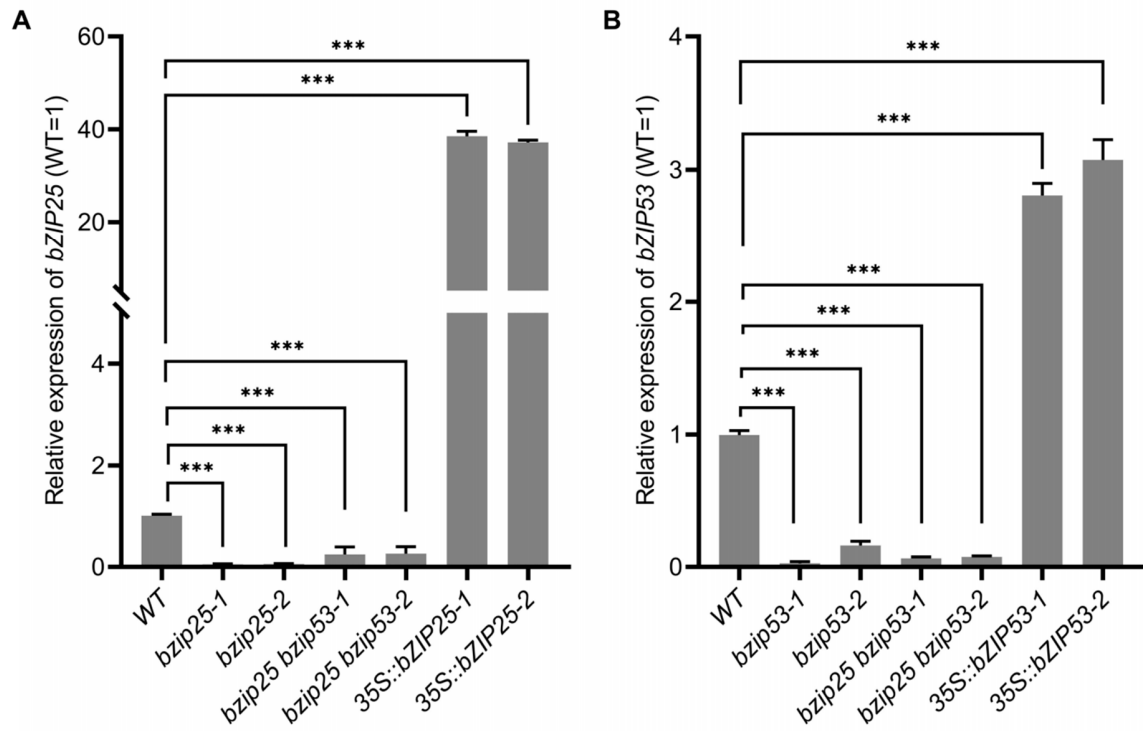 A
Relative expression of bZIP25 (WT=1)
60
40
20
4
2
0
***
***
***
***
***
***
WT
bzip25-1
bzip25-2
bzip25 bzip53-1
bzip25 bzip53-2
35S::bZIP25-1
35S::bZIP25-2
B
Relative expression of bZIP53 (WT=1)
4
3
2
1
0
***
***
***
***
***
***
WT
bzip53-1
bzip53-2
bzip25 bzip53-1
bzip25 bzip53-2
35S::bZIP53-1
35S::bZIP53-2